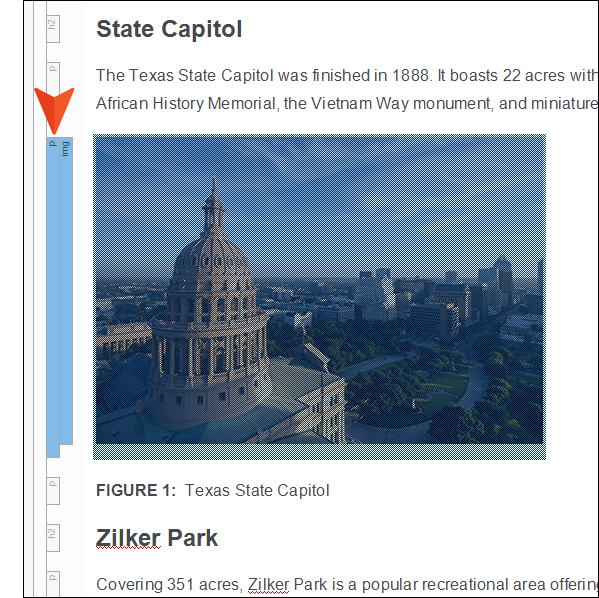 h2
State Capitol
p
The Texas State Capitol was finished in 1888. It boasts 22 acres with
African History Memorial, the Vietnam Way monument, and miniature
p
img
p
FIGURE 1: Texas State Capitol
h2
Zilker Park
p
Covering 351 acres, Zilker Park is a popular recreational area offering